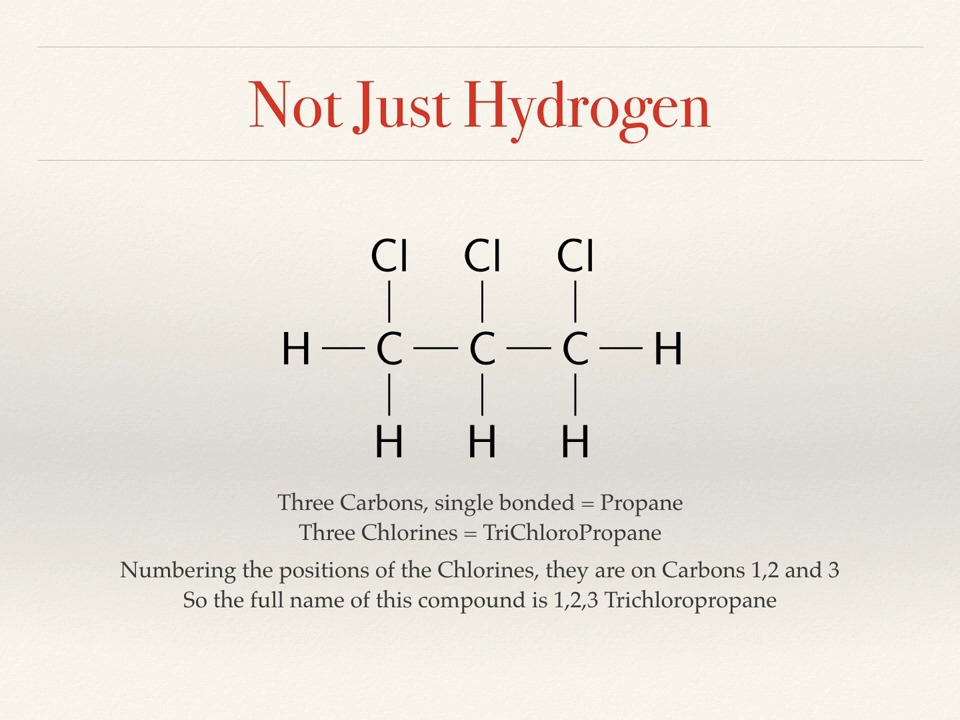 Not Just Hydrogen
Cl Cl Cl
H C C C H
H H H
Three Carbons, single bonded = Propane
Three Chlorines = TriChloroPropane
Numbering the positions of the Chlorines, they are on Carbons 1,2 and 3
So the full name of this compound is 1,2,3 Trichloropropane